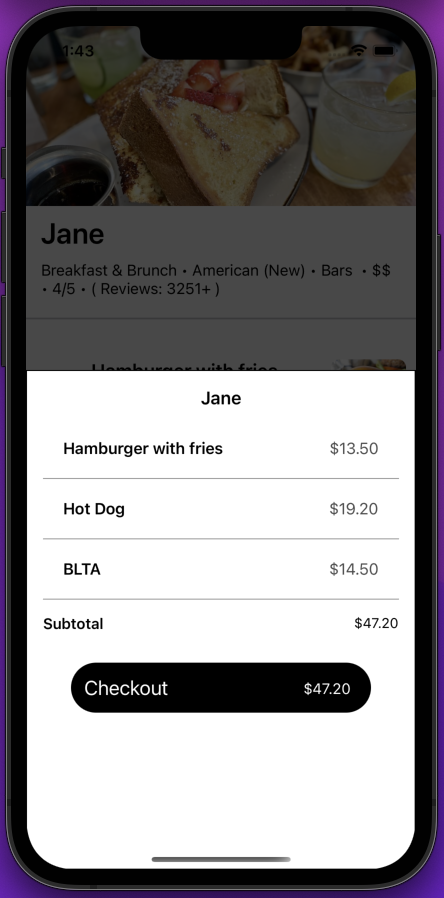 1:43
Jane
Breakfast & Brunch • American (New) • Bars • $$
• 4/5 • ( Reviews: 3251+ )
Hamburger with fries
Jane
Hamburger with fries $13.50
Hot Dog $19.20
BLTA $14.50
Subtotal $47.20
Checkout $47.20